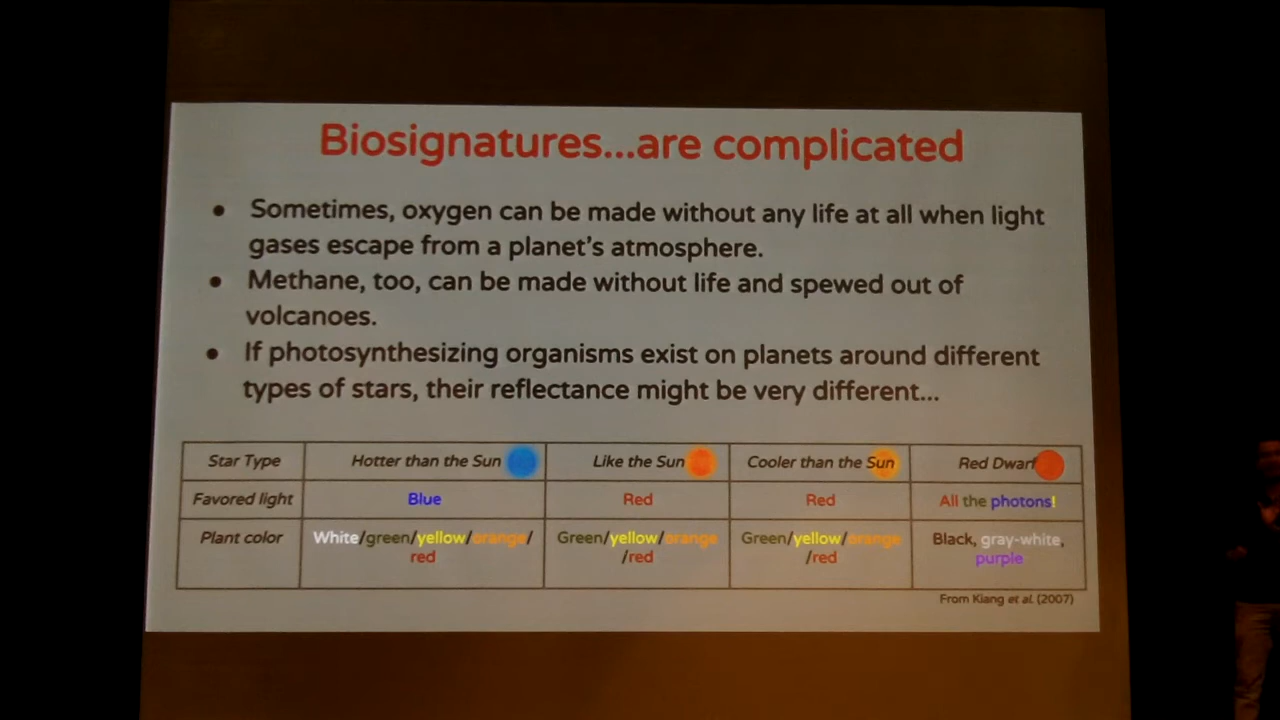 Biosignatures...are complicated
• Sometimes, oxygen can be made without any life at all when light
gases escape from a planet's atmosphere.
• Methane, too, can be made without life and spewed out of
volcanoes.
• If photosynthesizing organisms exist on planets around different
types of stars, their reflectance might be very different...
Star Type Hotter than the Sun Like the Sun Cooler than the Sun Red Dwarf
Favored light Blue Red Red All the photons!
Plant color White/green/yellow/orange/ Green/yellow/orange Green/yellow/orange Black, gray-white,
red /red /red purple
From Kiang et al. (2007)